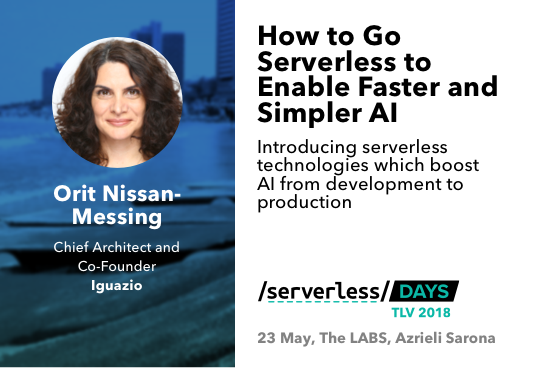 Orit Nissan-
Messing
Chief Architect and
Co-Founder
Iguazio
How to Go
Serverless to
Enable Faster and
Simpler AI
Introducing serverless
technologies which boost
AI from development to
production
/serverless/DAYS
TLV 2018
23 May, The LABS, Azrieli Sarona